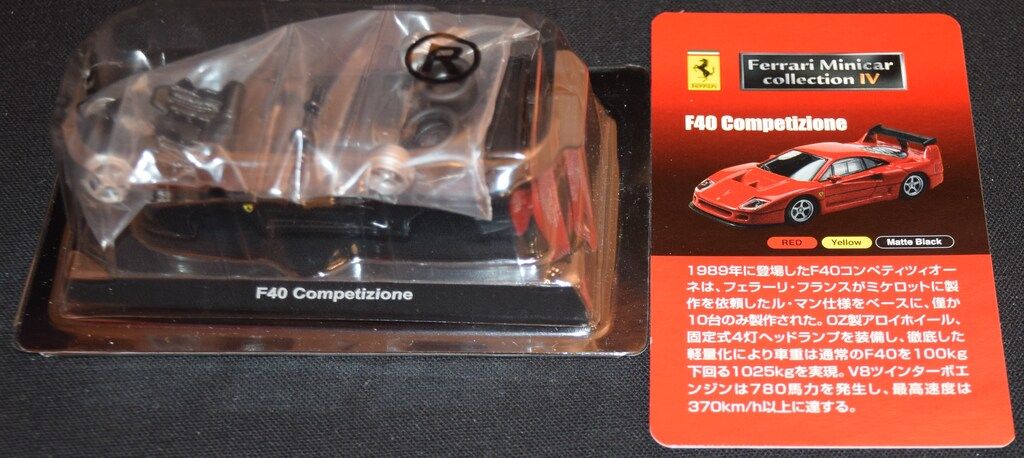 R
F40 Competizione
Ferrari
Ferrari Minicar
collection IV
F40 Competizione
RED Yellow Matte Black
1989年に登場したF40コンペティツィオー
ネは、フェラーリ・フランスがミケロットに製
作を依頼したル・マン仕様をベースに、僅か
10台のみ製作された。OZ製アロイホイール、
固定式4灯ヘッドランプを装備し、徹底した
軽量化により車重は通常のF40を100kg
下回る1025kgを実現。V8ツインターボエ
ンジンは780馬力を発生し、最高速度は
370km/h以上に達する。